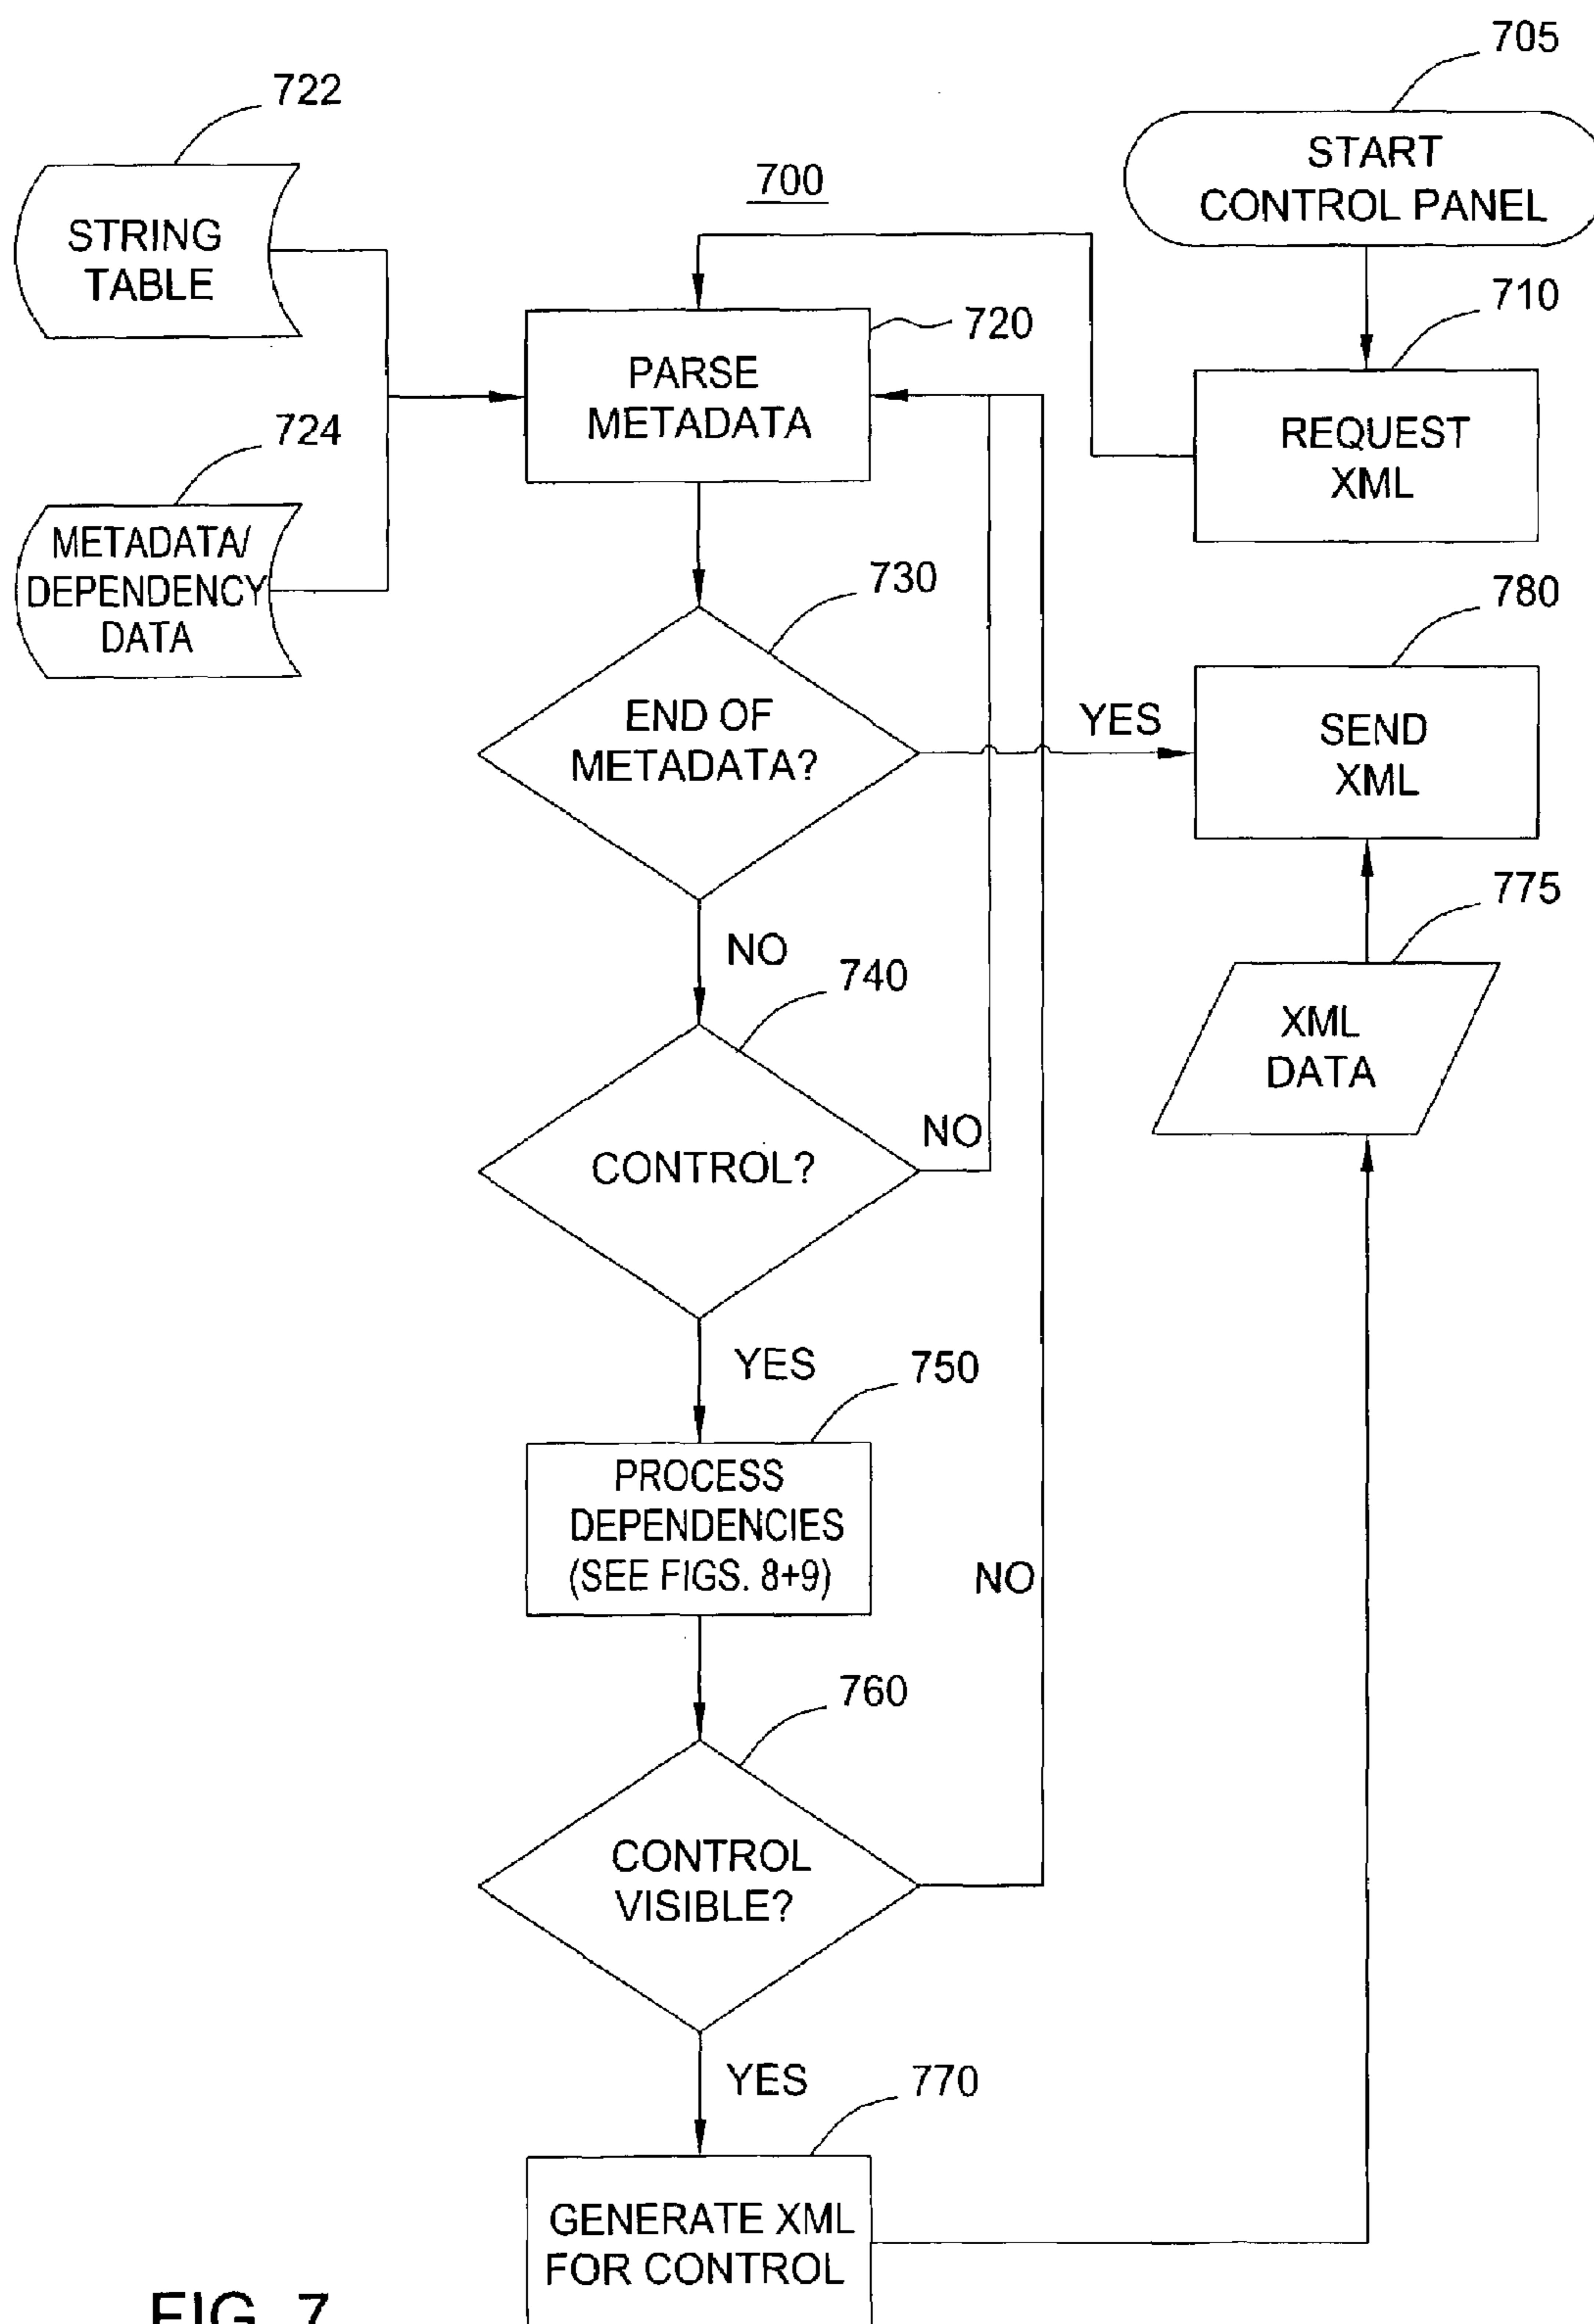 705
722
START
CONTROL PANEL
700
STRING
TABLE
710
720
PARSE
METADATA
REQUEST
XML
724
METADATA/
DEPENDENCY
DATA
730
780
END OF
METADATA?
YES
SEND
XML
775
NO
740
XML
DATA
CONTROL?
NO
YES
750
PROCESS
DEPENDENCIES
(SEE FIGS. 8+9)
NO
760
CONTROL
VISIBLE?
YES
770
GENERATE XML
FOR CONTROL
FIG. 7